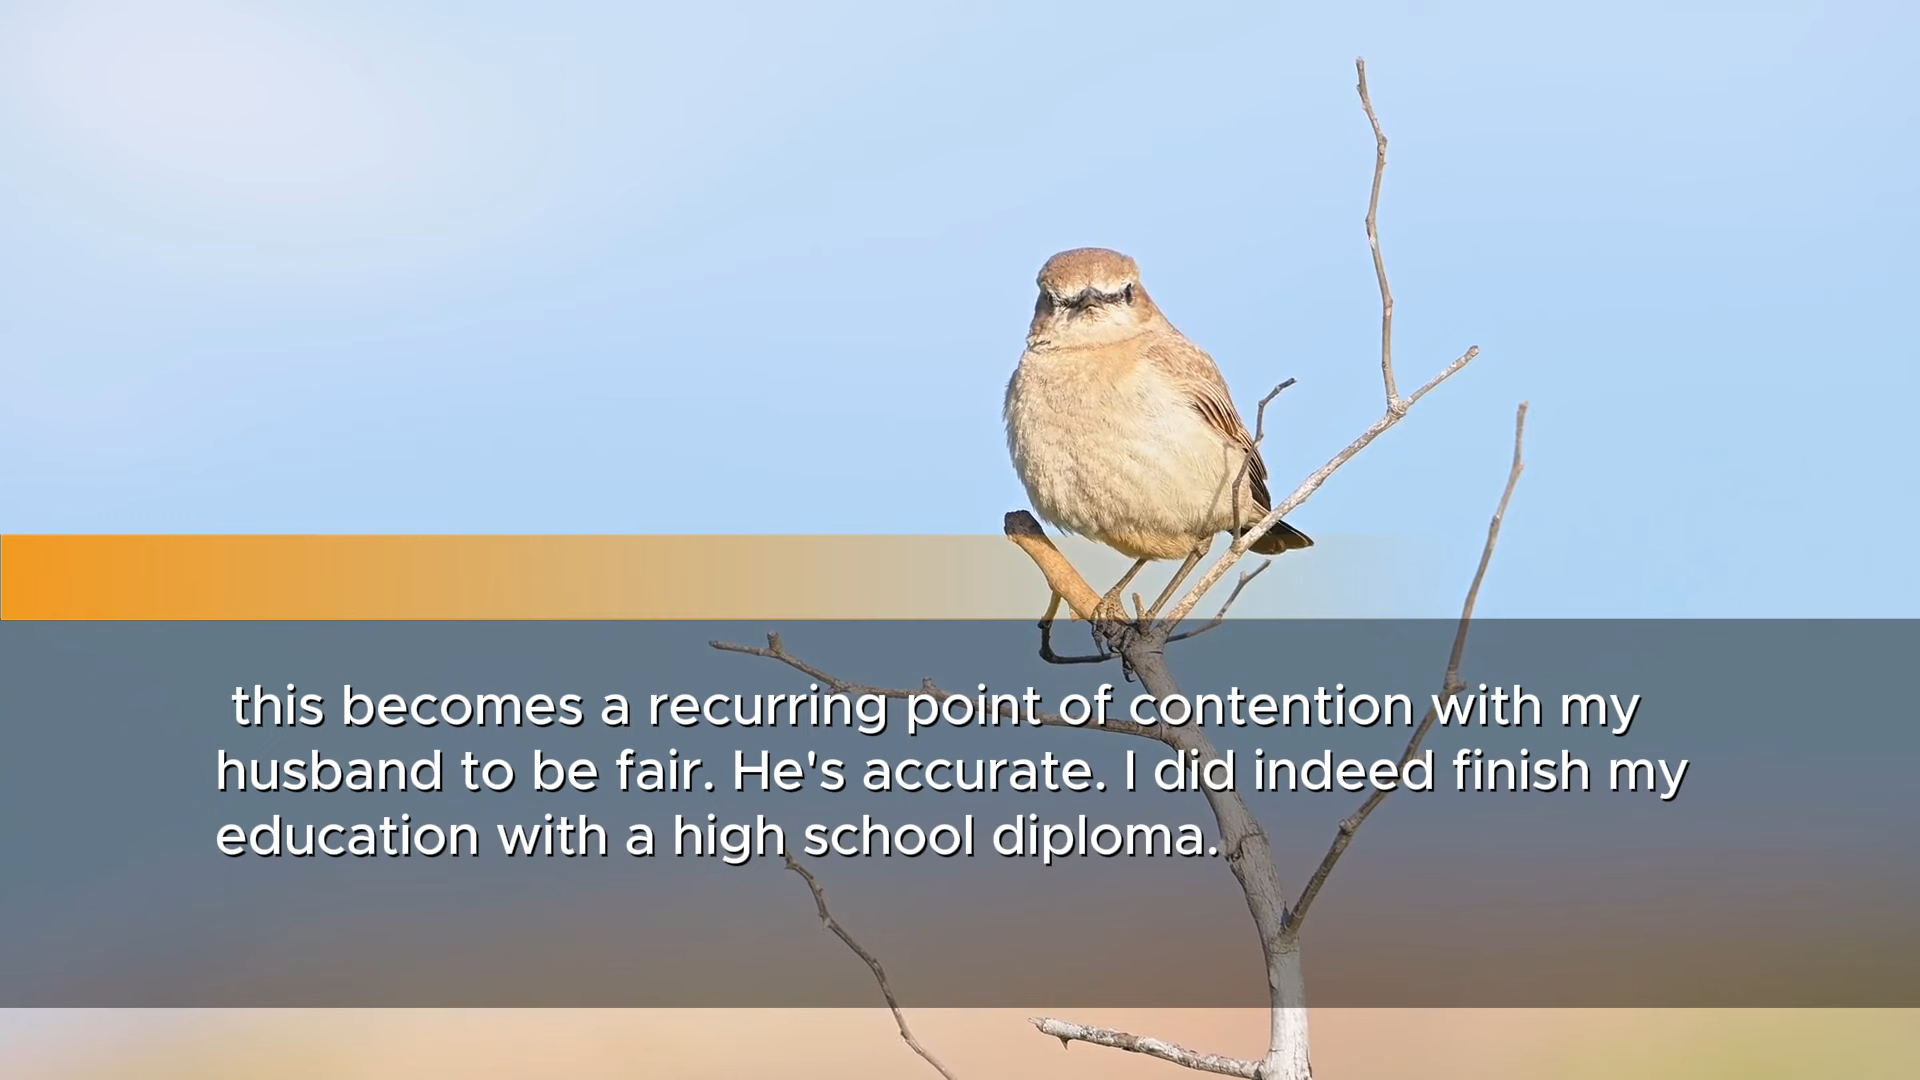 this becomes a recurring point of contention with my
husband to be fair. He's accurate. I did indeed finish my
education with a high school diploma.